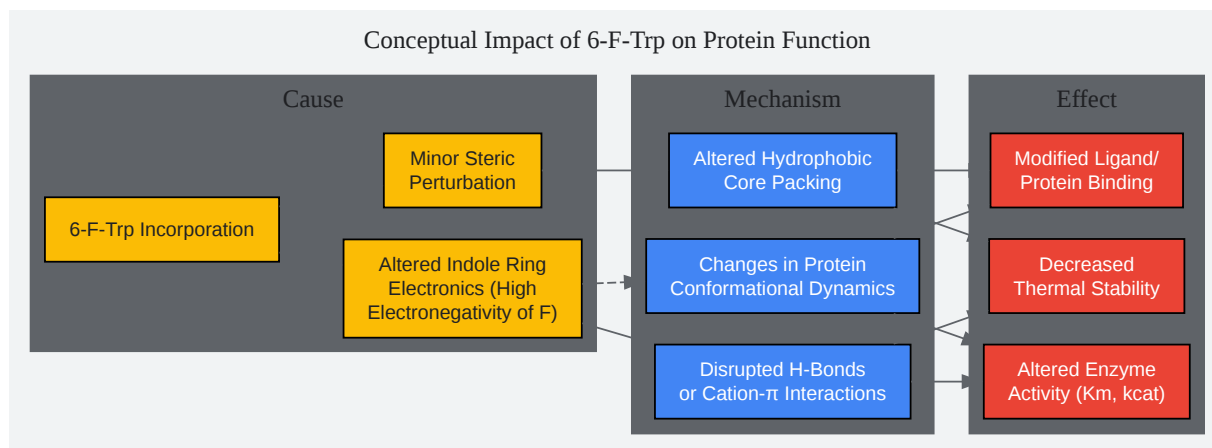 Conceptual Impact of 6-F-Trp on Protein Function
Cause
Minor Steric
Perturbation
6-F-Trp Incorporation
Altered Indole Ring
Electronics (High
Electronegativity of F)
Mechanism
Altered Hydrophobic
Core Packing
Changes in Protein
Conformational Dynamics
Disrupted H-Bonds
or Cation-π Interactions
Effect
Modified Ligand/
Protein Binding
Decreased
Thermal Stability
Altered Enzyme
Activity (Km, kcat)